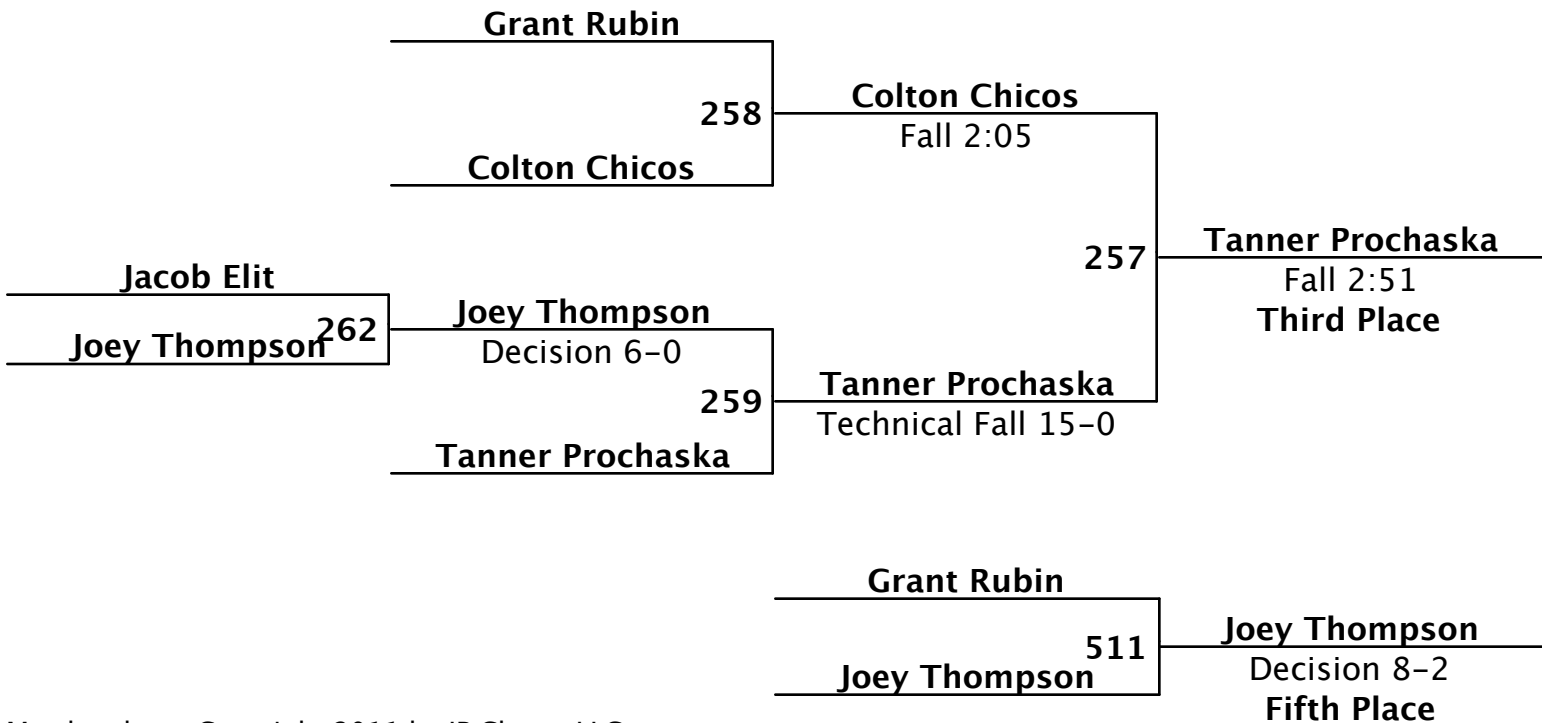 Grant Rubin
258
Colton Chicos
Colton Chicos
Fall 2:05
Jacob Elit
262
Joey Thompson
Joey Thompson
Decision 6-0
259
Tanner Prochaska
Tanner Prochaska
Technical Fall 15-0
257
Tanner Prochaska
Fall 2:51
Third Place
Grant Rubin
511
Joey Thompson
Joey Thompson
Decision 8-2
Fifth Place